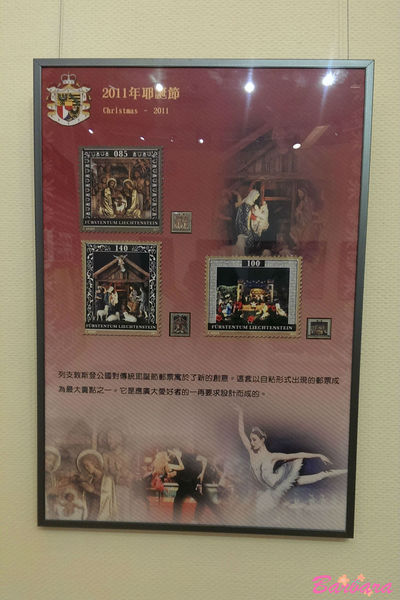 2011年耶誕節
Christmas - 2011
085
FÜRSTENTUM LIECHTENSTEIN
140
FÜRSTENTUM LIECHTENSTEIN
100
FÜRSTENTUM LIECHTENSTEIN
列支敦斯登公國對傳統耶誕節郵票寓於了新的創意。這套以自粘形式出現的郵票成
為最大賣點之一。它是應廣大愛好者的一再要求設計而成的。
Barbara